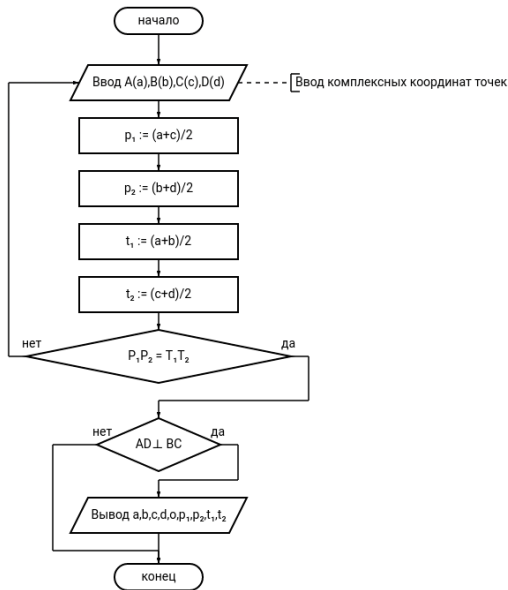 начало
Ввод A(a),B(b),C(c),D(d)
Ввод комплексных координат точек
p₁ := (a+c)/2
p₂ := (b+d)/2
t₁ := (a+b)/2
t₂ := (c+d)/2
нет
да
P₁P₂ = T₁T₂
нет
да
AD⊥ BC
Вывод a,b,c,d,o,p₁,p₂,t₁,t₂
конец